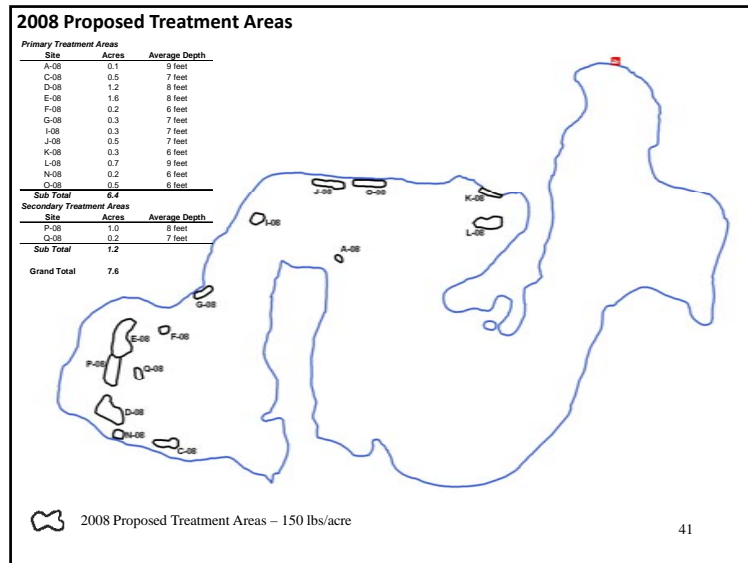 2008 Proposed Treatment Areas
Primary Treatment Areas
Site Acres Average Depth
A-08 0.1 9 feet
C-08 0.5 7 feet
D-08 1.2 8 feet
E-08 1.6 8 feet
F-08 0.2 6 feet
G-08 0.3 7 feet
I-08 0.3 7 feet
J-08 0.5 7 feet
K-08 0.3 6 feet
L-08 0.7 9 feet
N-08 0.2 6 feet
O-08 0.5 6 feet
Sub Total 6.4
Secondary Treatment Areas
Site Acres Average Depth
P-08 1.0 8 feet
Q-08 0.2 7 feet
Sub Total 1.2
Grand Total 7.6
J-08 O-08 K-08
I-08 L-08
A-08
G-08
E-08 F-08
P-08 Q-08
D-08
N-08 C-08
2008 Proposed Treatment Areas – 150 lbs/acre
41